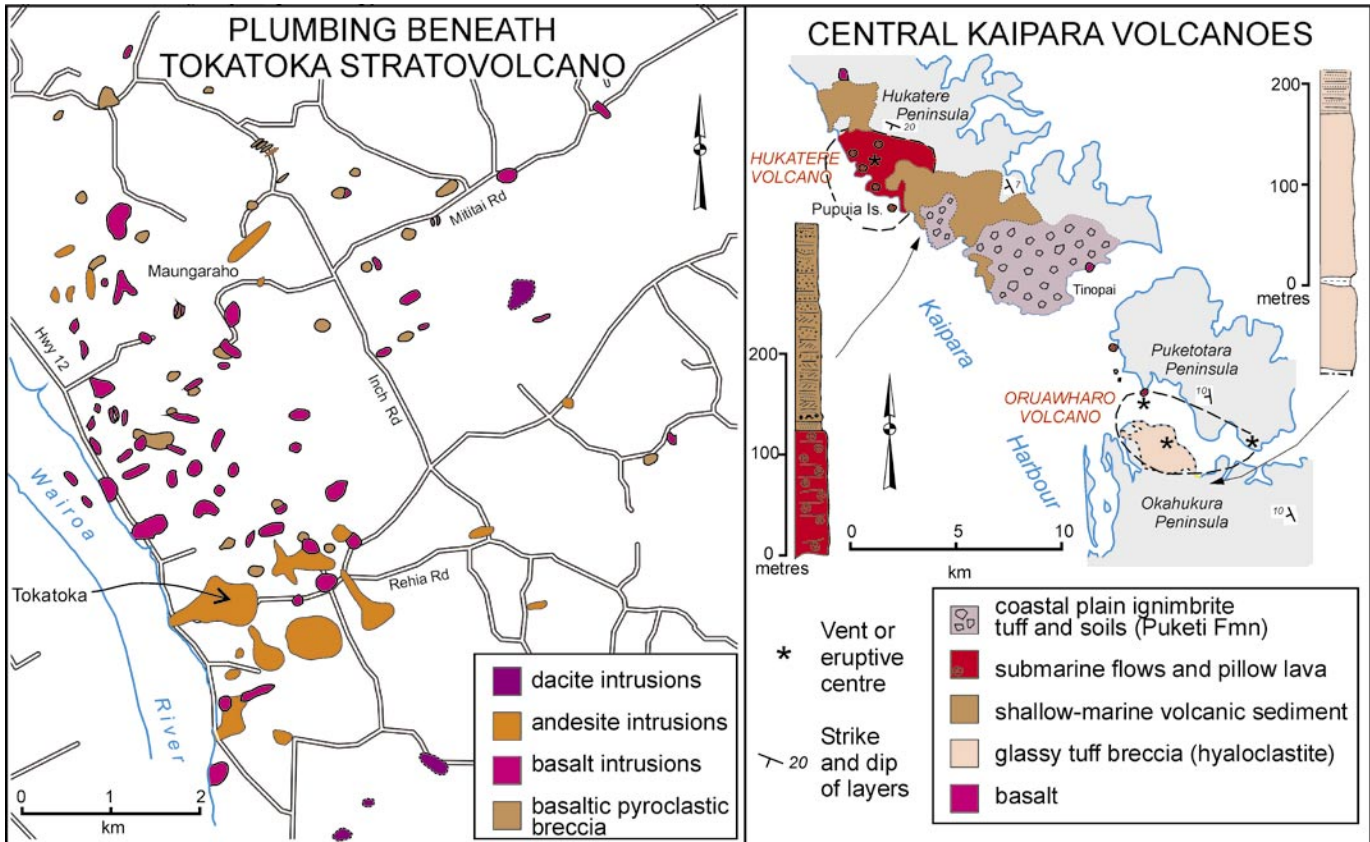 PLUMBING BENEATH
TOKATOKA STRATOVOLCANO
Mititai Rd
Maungaraho
Hwy 12
Inch Rd
Wairoa
River
Rehia Rd
Tokatoka
dacite intrusions
andesite intrusions
basalt intrusions
basaltic pyroclastic
breccia
0 1 2
km
CENTRAL KAIPARA VOLCANOES
Hukatere
Peninsula
20
HUKATERE
VOLCANO
7
Pupuia Is.
Tinopai
Kaipara
Harbour
Puketotara
Peninsula
10
ORUAWHARO
VOLCANO
Okahukura
Peninsula
10
200
100
0
metres
200
100
0
metres
0 5 10
km
Vent or
eruptive
centre
20
Strike
and dip
of layers
coastal plain ignimbrite
tuff and soils (Puketi Fmn)
submarine flows and pillow lava
shallow-marine volcanic sediment
glassy tuff breccia (hyaloclastite)
basalt